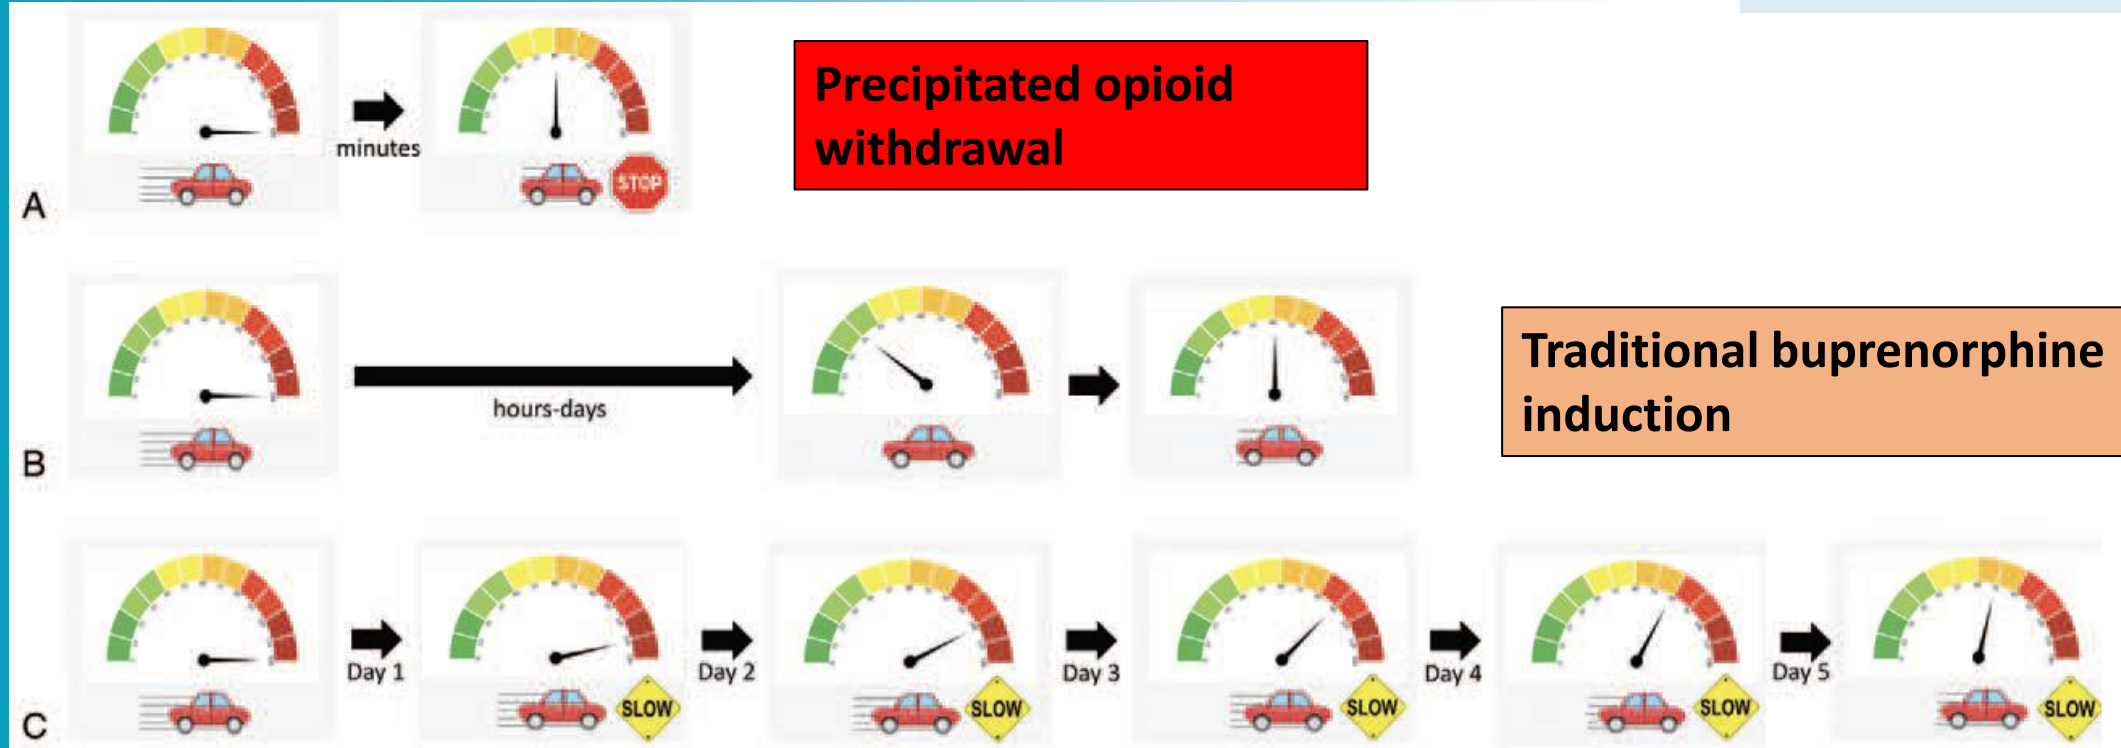 Precipitated opioid
withdrawal
minutes
STOP
A
Traditional buprenorphine
induction
hours-days
B
Day 1
Day 2
Day 3
Day 4
Day 5
SLOW
SLOW
SLOW
SLOW
SLOW
C